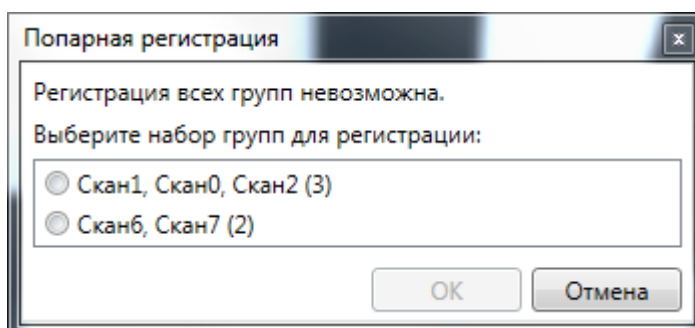 Попарная регистрация
Регистрация всех групп невозможна.
Выберите набор групп для регистрации:
Скан1, Скан0, Скан2 (3)
Скан6, Скан7 (2)
ОК Отмена